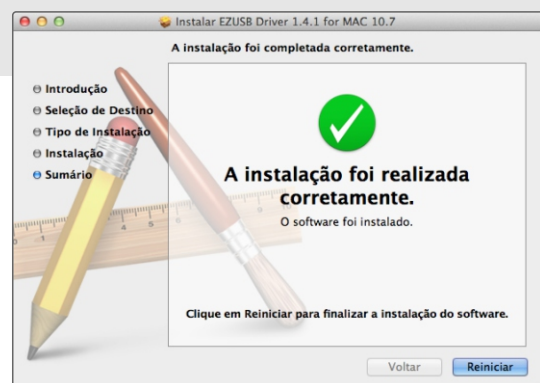 Instalar EZUSB Driver 1.4.1 for MAC 10.7
A instalação foi completada corretamente.
Introdução
Seleção de Destino
Tipo de Instalação
Instalação
Sumário
A instalação foi realizada
corretamente.
O software foi instalado.
Clique em Reiniciar para finalizar a instalação do software.
Voltar
Reiniciar